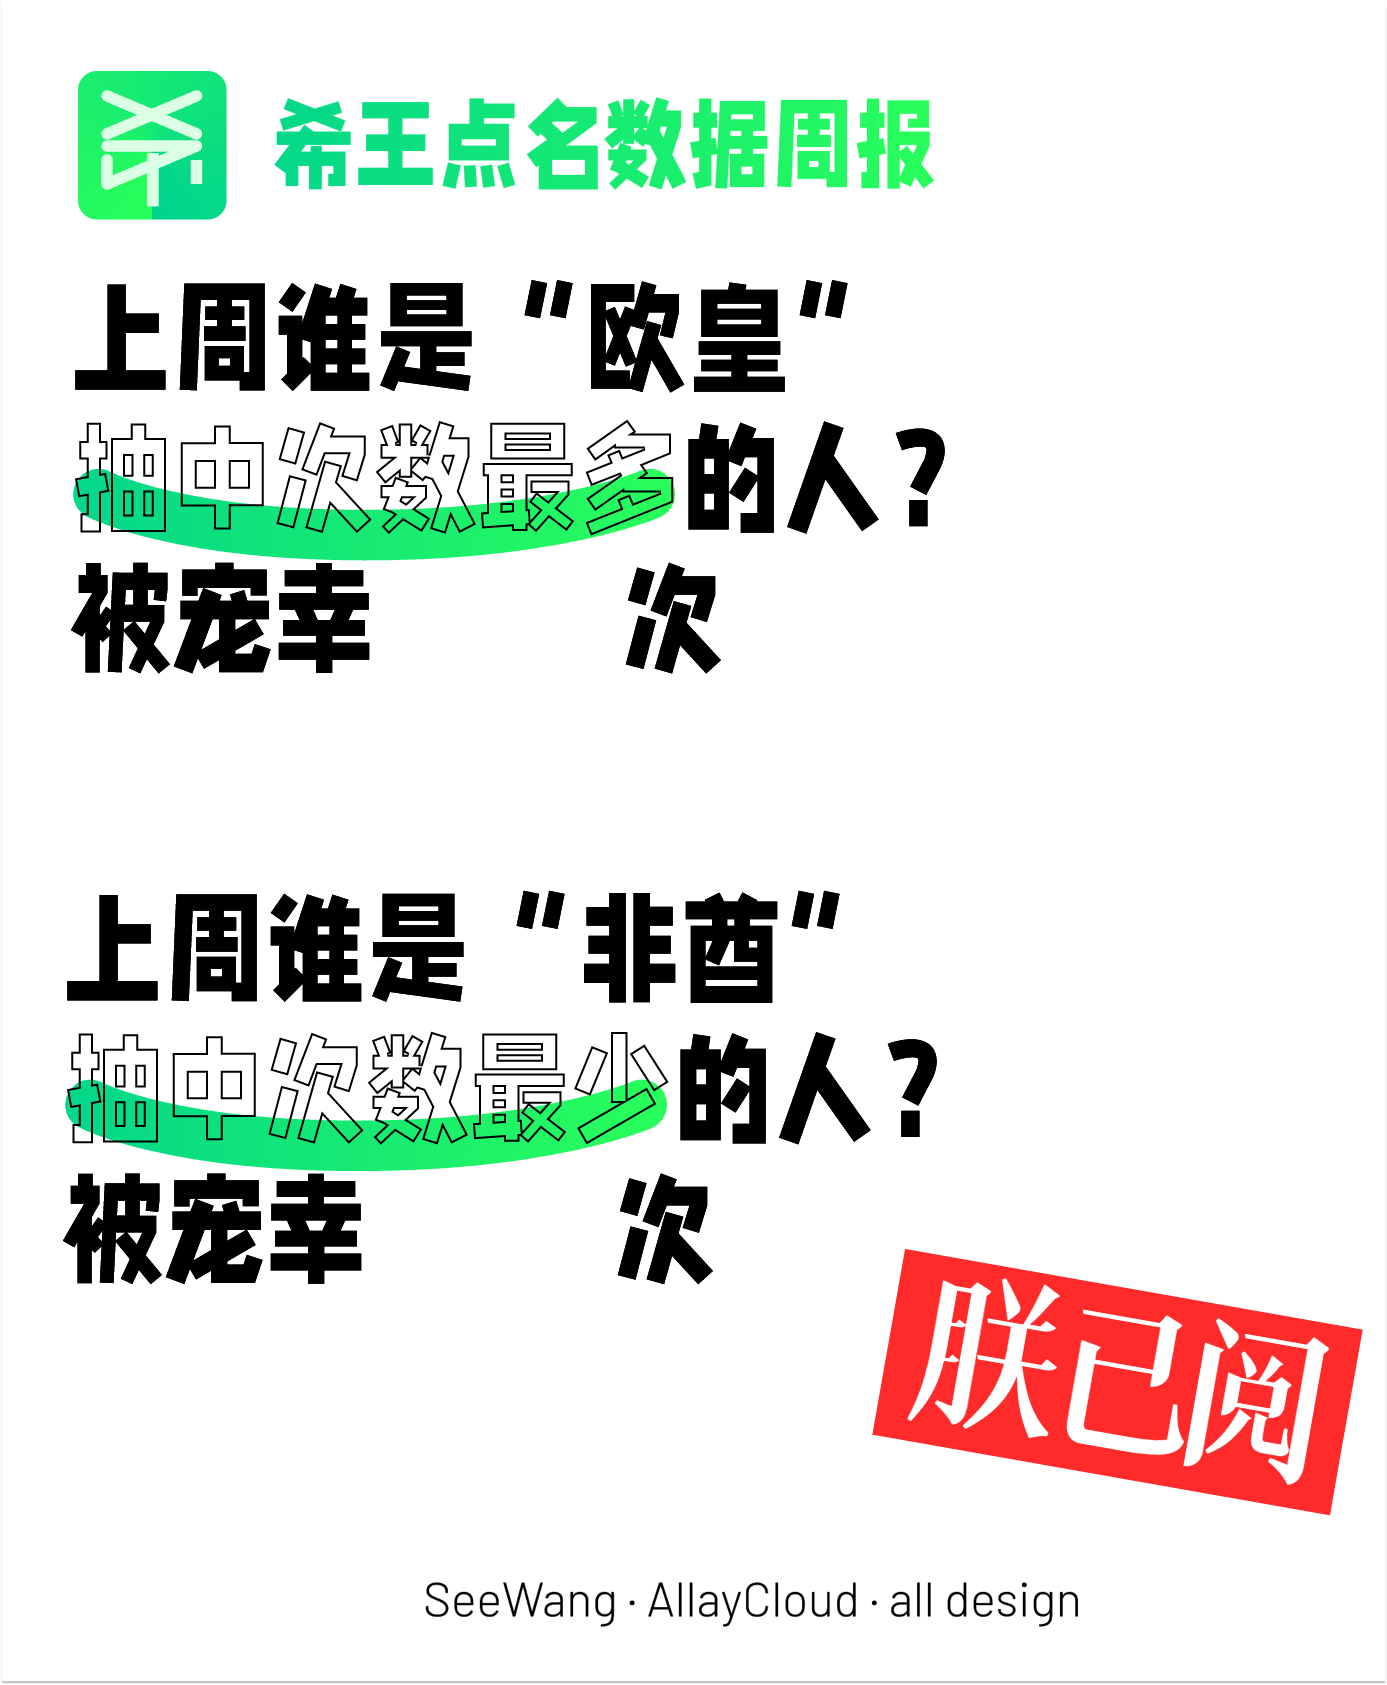 希
希王点名数据周报
上周谁是“欧皇”
抽中次数最多的人？
被宠幸 次
上周谁是“非酋”
抽中次数最少的人？
被宠幸 次
朕已阅
SeeWang · AllayCloud · all design